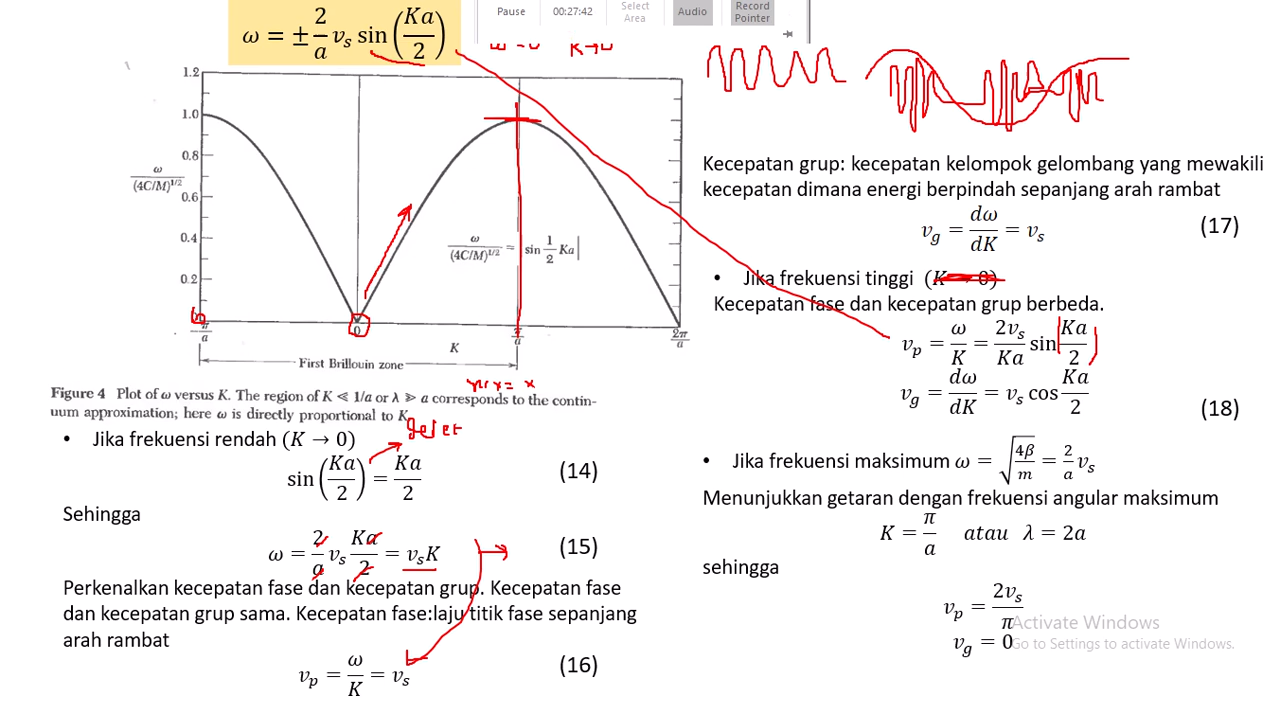 Pause 00:27:42 Select Area Audio Record Pointer
ω = ± 2/a v_s sin(Ka/2)
K→0
1.2
1.0
0.8
0.6
0.4
0.2
ω/(4C/M)^1/2
ω/(4C/M)^1/2 = sin 1/2 Ka|
0
2π/a
K
First Brillouin zone
Figure 4 Plot of ω versus K. The region of K ≪ 1/a or λ ≫ a corresponds to the contin-
uum approximation; here ω is directly proportional to K
• Jika frekuensi rendah (K → 0)
sin(Ka/2) = Ka/2 (14)
Sehingga
ω = 2/a v_s Ka/2 = v_s K (15)
Perkenalkan kecepatan fase dan kecepatan grup. Kecepatan fase
dan kecepatan grup sama. Kecepatan fase:laju titik fase sepanjang
arah rambat
v_p = ω/K = v_s (16)
Kecepatan grup: kecepatan kelompok gelombang yang mewakili
kecepatan dimana energi berpindah sepanjang arah rambat
v_g = dω/dK = v_s (17)
• Jika frekuensi tinggi (K → 0)
Kecepatan fase dan kecepatan grup berbeda.
v_p = ω/K = 2v_s/Ka sin(Ka/2)
v_g = dω/dK = v_s cos Ka/2 (18)
• Jika frekuensi maksimum ω = √(4β/m) = 2/a v_s
Menunjukkan getaran dengan frekuensi angular maksimum
K = π/a atau λ = 2a
sehingga
v_p = 2v_s/π
v_g = 0
Activate Windows
Go to Settings to activate Windows.